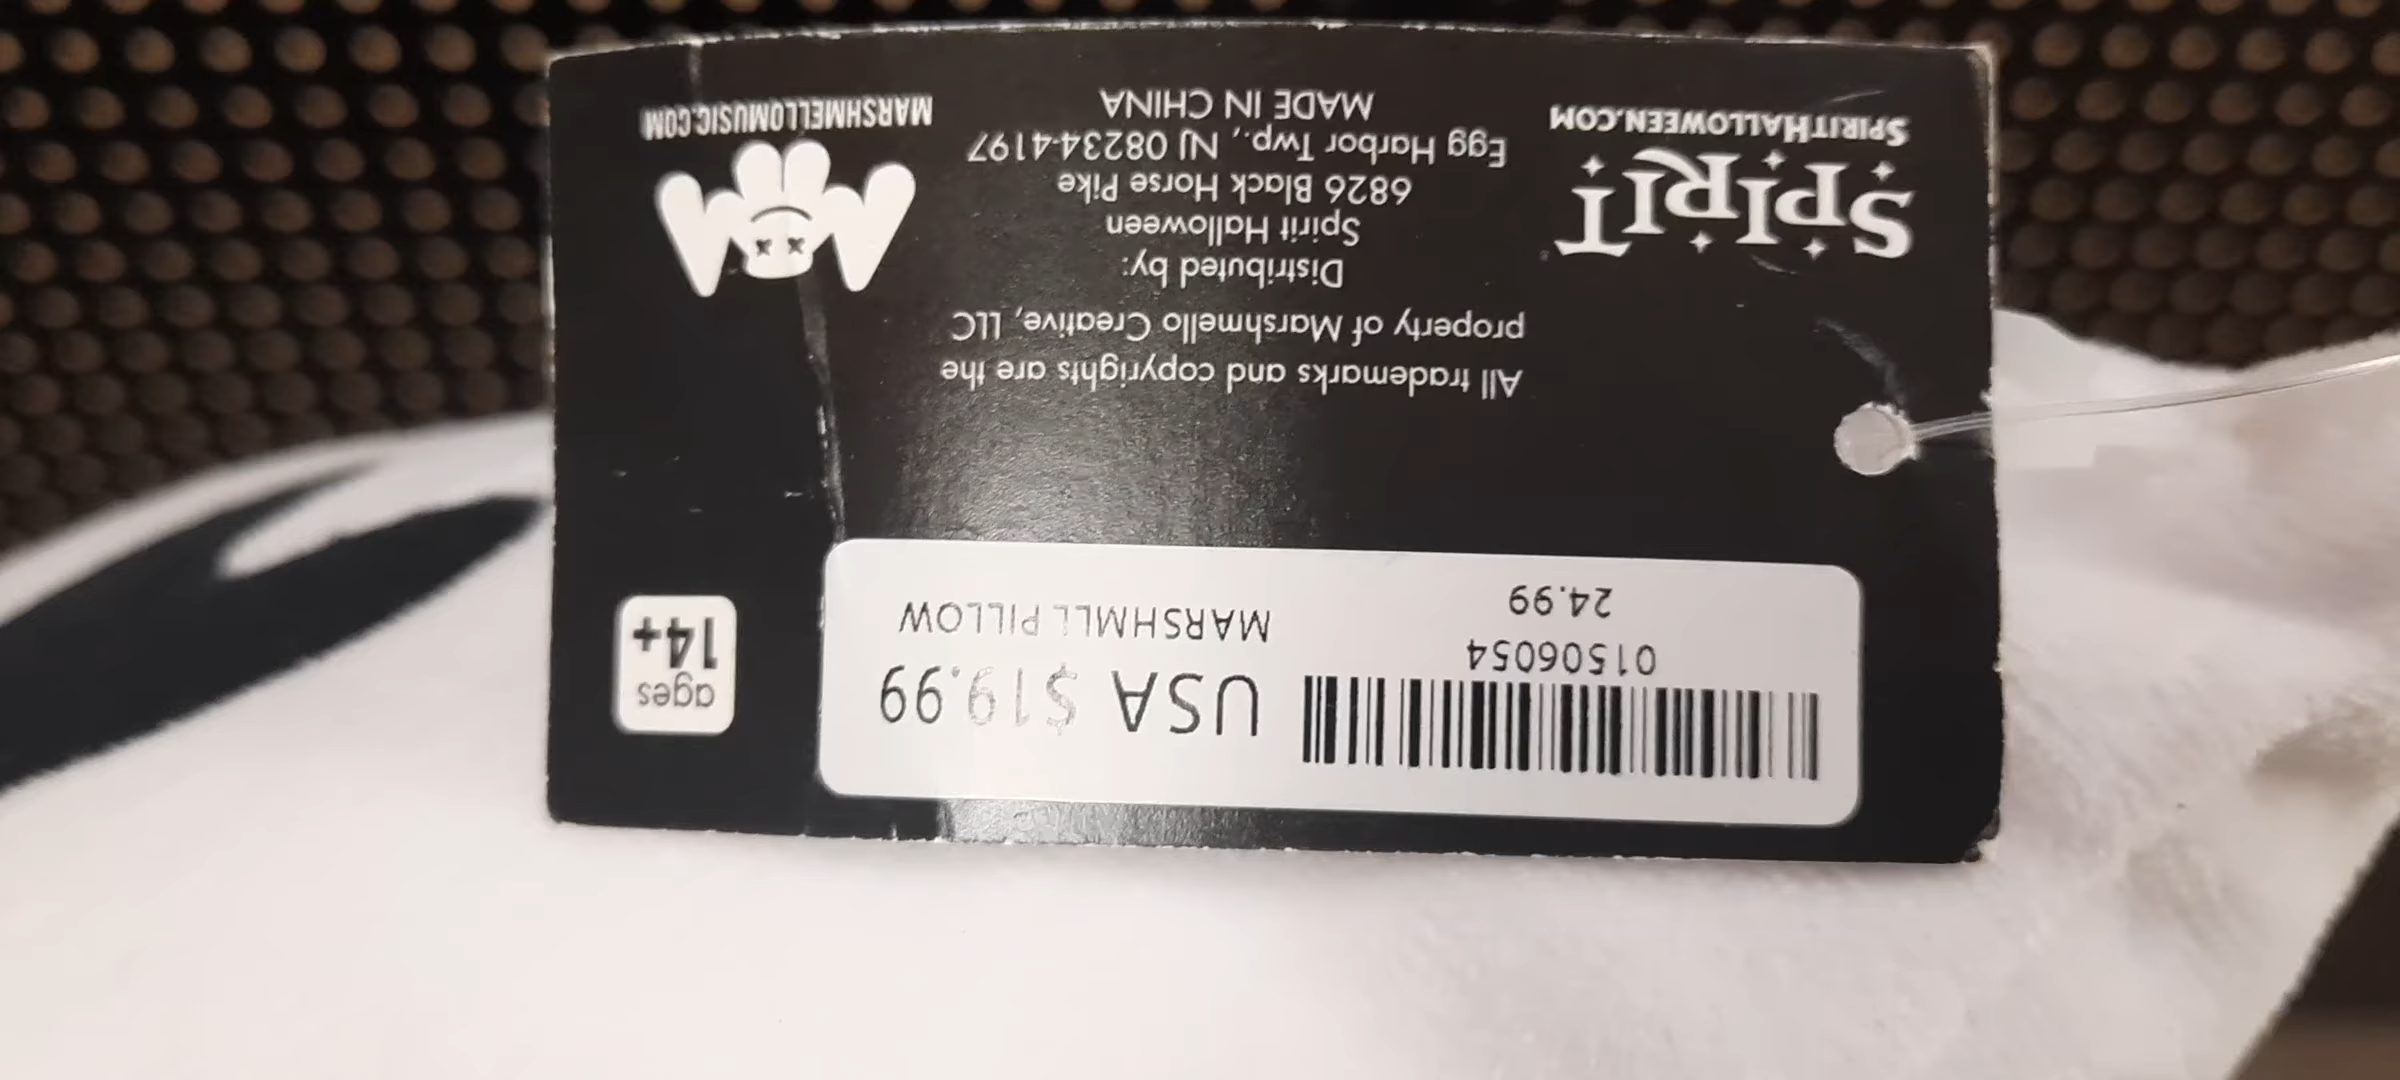 USA $19.99
01506054
24.99
MARSHMLL PILLOW
ages
14+
All trademarks and copyrights are the
property of Marshmello Creative, LLC
Distributed by:
Spirit Halloween
6826 Black Horse Pike
Egg Harbor Twp., NJ 08234-4197
MADE IN CHINA
SPIRIT
SPIRITHALLOWEEN.COM
MARSHMELLOMUSIC.COM